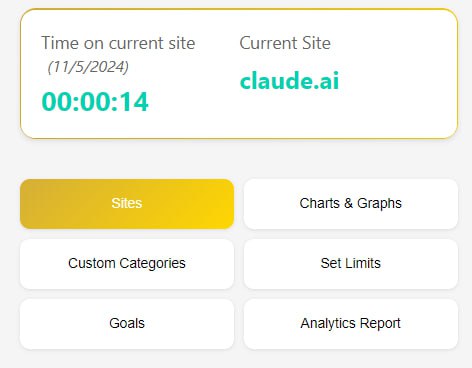 Time on current site
(11/5/2024)
00:00:14
Current Site
claude.ai
Sites
Charts & Graphs
Custom Categories
Set Limits
Goals
Analytics Report